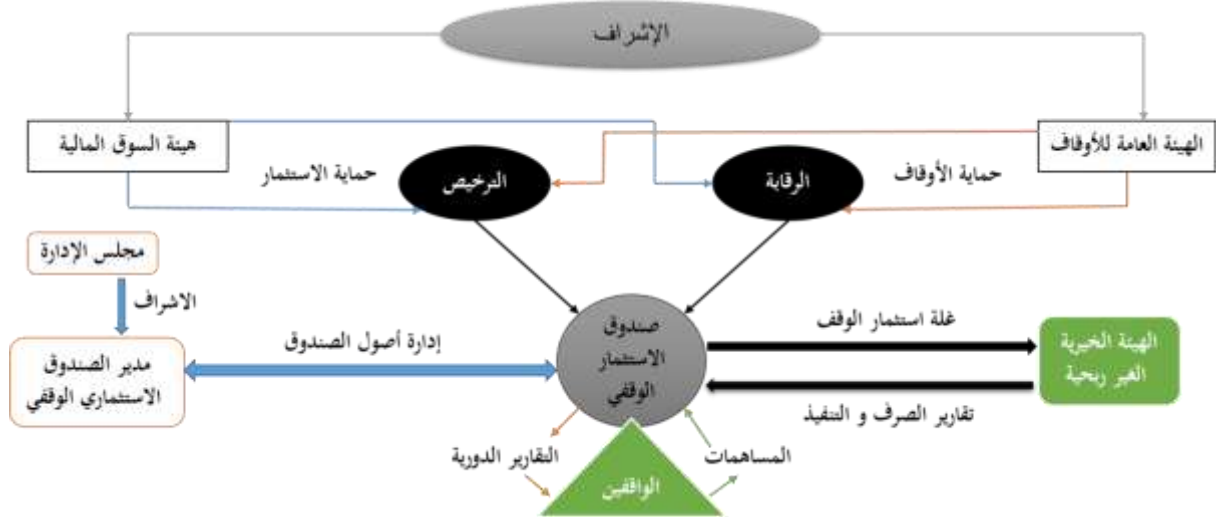 الإشراف
الهيئة العامة للأوقاف
هيئة السوق المالية
حماية الأوقاف
الرقابة
الترخيص
حماية الاستثمار
مجلس الإدارة
الاشراف
صندوق
الاستثمار
الوقفي
غلة استثمار الوقف
الهيئة الخيرية
الغير ربحية
إدارة أصول الصندوق
مدير الصندوق
الاستثماري الوقفي
تقارير الصرف و التنفيذ
المساهمات
التقارير الدورية
الواقفين